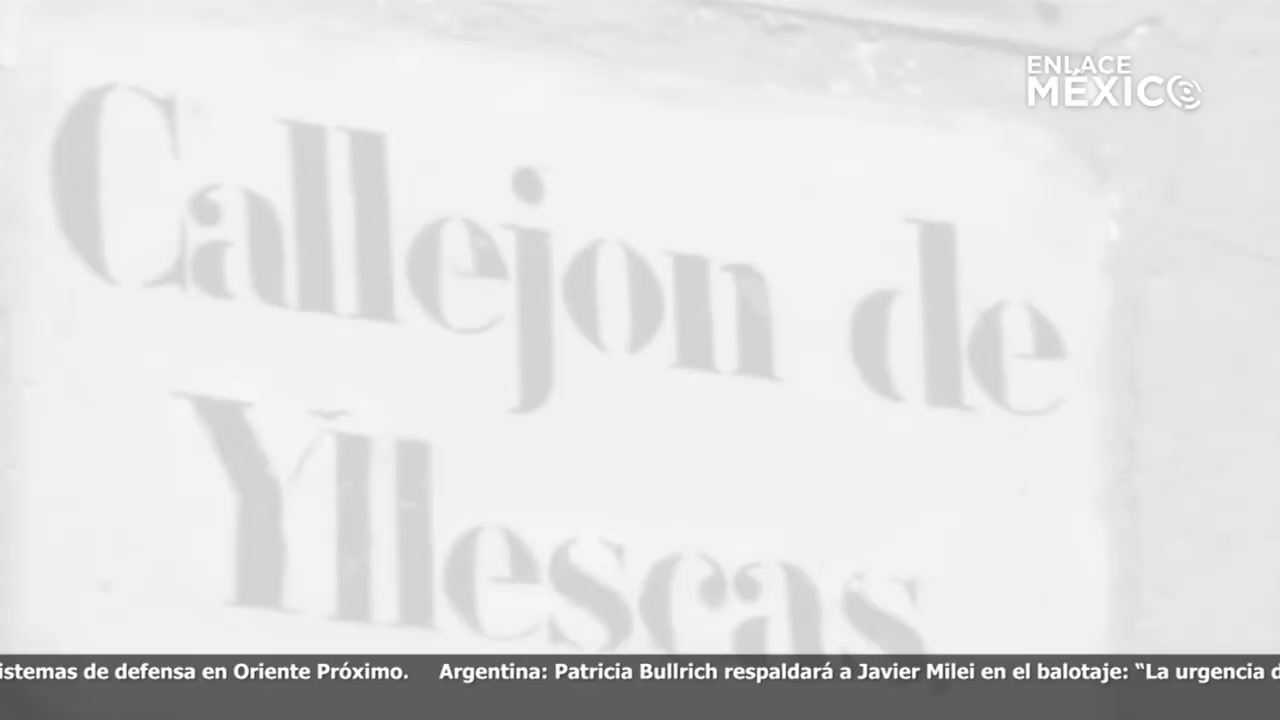 ENLACE
MÉXICO
Callejon de
Yllescas
istemas de defensa en Oriente Próximo. Argentina: Patricia Bullrich respaldará a Javier Milei en el balotaje: “La urgencia d